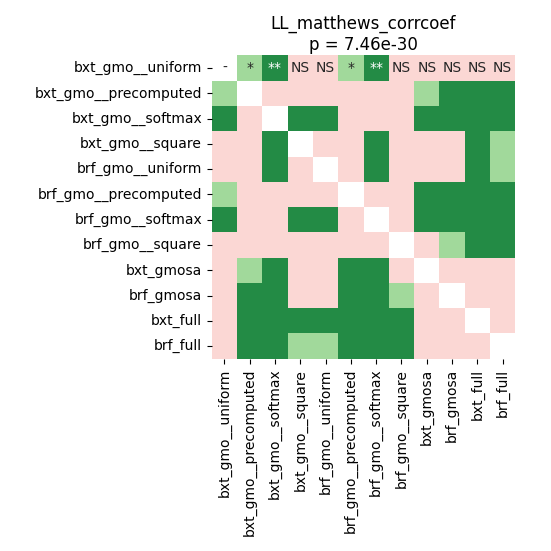 LL_matthews_corrcoef
p = 7.46e-30
bxt_gmo__uniform - * ** NS NS * ** NS NS NS NS NS
bxt_gmo__precomputed
bxt_gmo__softmax
bxt_gmo__square
brf_gmo__uniform
brf_gmo__precomputed
brf_gmo__softmax
brf_gmo__square
bxt_gmosa
brf_gmosa
bxt_full
brf_full
bxt_gmo__uniform
bxt_gmo__precomputed
bxt_gmo__softmax
bxt_gmo__square
brf_gmo__uniform
brf_gmo__precomputed
brf_gmo__softmax
brf_gmo__square
bxt_gmosa
brf_gmosa
bxt_full
brf_full